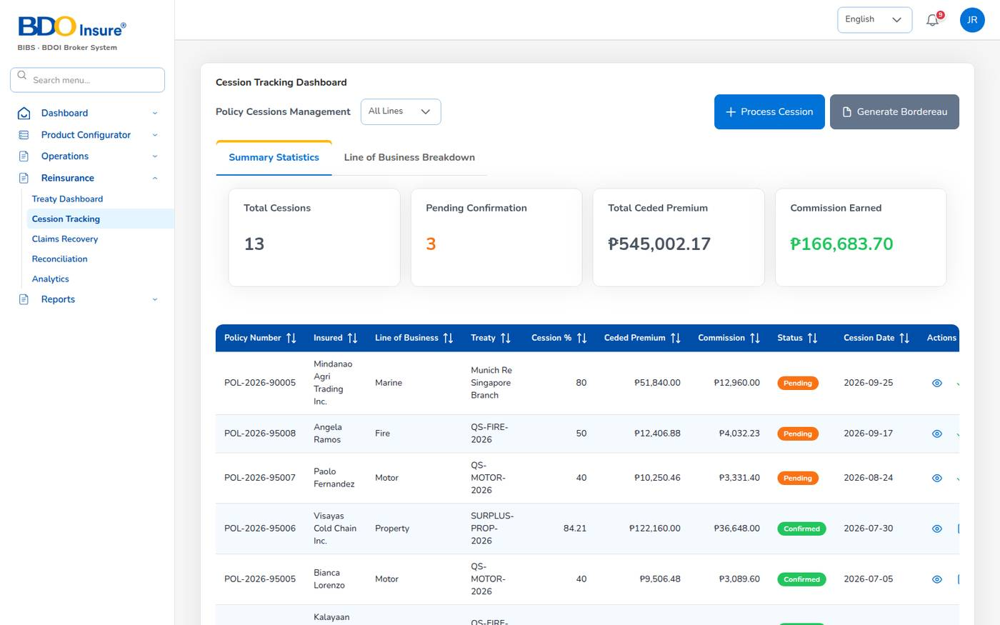 BDO Insure®
BIBS · BDOI Broker System
Search menu...
Dashboard
Product Configurator
Operations
Reinsurance
Treaty Dashboard
Cession Tracking
Claims Recovery
Reconciliation
Analytics
Reports
English
9
JR
Cession Tracking Dashboard
Policy Cessions Management
All Lines
Process Cession
Generate Bordereau
Summary Statistics
Line of Business Breakdown
Total Cessions
13
Pending Confirmation
3
Total Ceded Premium
₱545,002.17
Commission Earned
₱166,683.70
Policy Number Insured Line of Business Treaty Cession % Ceded Premium Commission Status Cession Date Actions
POL-2026-90005
Mindanao
Agri
Trading
Inc.
Marine
Munich Re
Singapore
Branch
80
₱51,840.00
₱12,960.00
Pending
2026-09-25
POL-2026-95008
Angela
Ramos
Fire
QS-FIRE-
2026
50
₱12,406.88
₱4,032.23
Pending
2026-09-17
POL-2026-95007
Paolo
Fernandez
Motor
QS-
MOTOR-
2026
40
₱10,250.46
₱3,331.40
Pending
2026-08-24
POL-2026-95006
Visayas
Cold Chain
Inc.
Property
SURPLUS-
PROP-
2026
84.21
₱122,160.00
₱36,648.00
Confirmed
2026-07-30
POL-2026-95005
Bianca
Lorenzo
Motor
QS-
MOTOR-
2026
40
₱9,506.48
₱3,089.60
Confirmed
2026-07-05
Kalayaan
QS-FIRE-